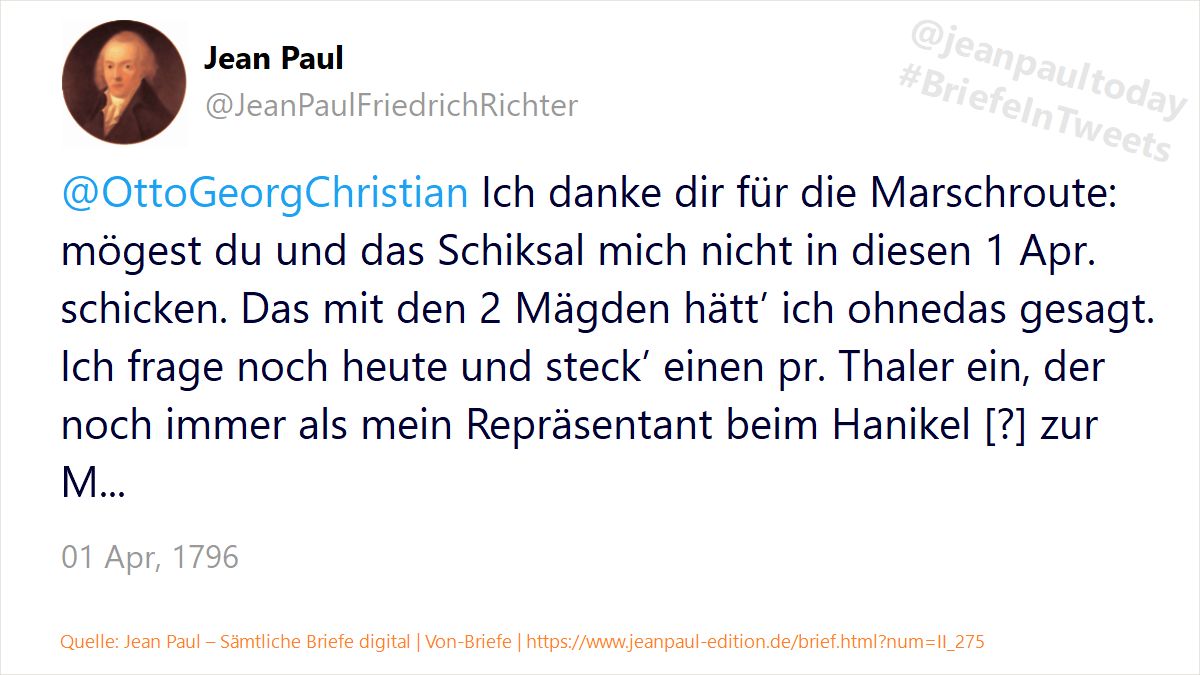 Jean Paul
@JeanPaulFriedrichRichter
@jeanpaultoday
#BriefeInTweets
@OttoGeorgChristian Ich danke dir für die Marschroute:
mögest du und das Schiksal mich nicht in diesen 1 Apr.
schicken. Das mit den 2 Mägden hätt’ ich ohnedas gesagt.
Ich frage noch heute und steck’ einen pr. Thaler ein, der
noch immer als mein Repräsentant beim Hanikel [?] zur
M...
01 Apr, 1796
Quelle: Jean Paul – Sämtliche Briefe digital | Von-Briefe | https://www.jeanpaul-edition.de/brief.html?num=II_275